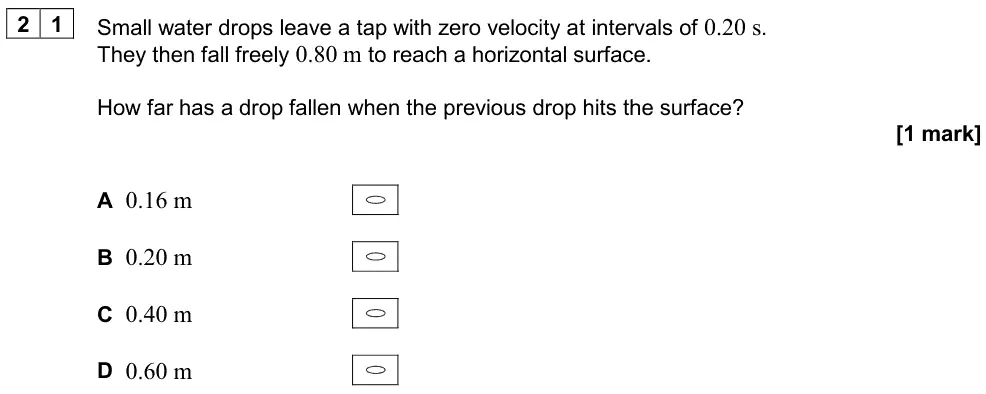 2 1 Small water drops leave a tap with zero velocity at intervals of 0.20 s.
They then fall freely 0.80 m to reach a horizontal surface.
How far has a drop fallen when the previous drop hits the surface?
[1 mark]
A 0.16 m
B 0.20 m
C 0.40 m
D 0.60 m